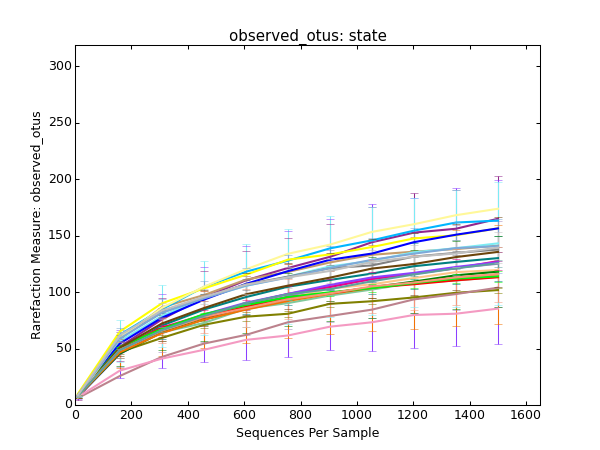 observed_otus: state
Rarefaction Measure: observed_otus
300
250
200
150
100
50
0
0 200 400 600 800 1000 1200 1400 1600
Sequences Per Sample